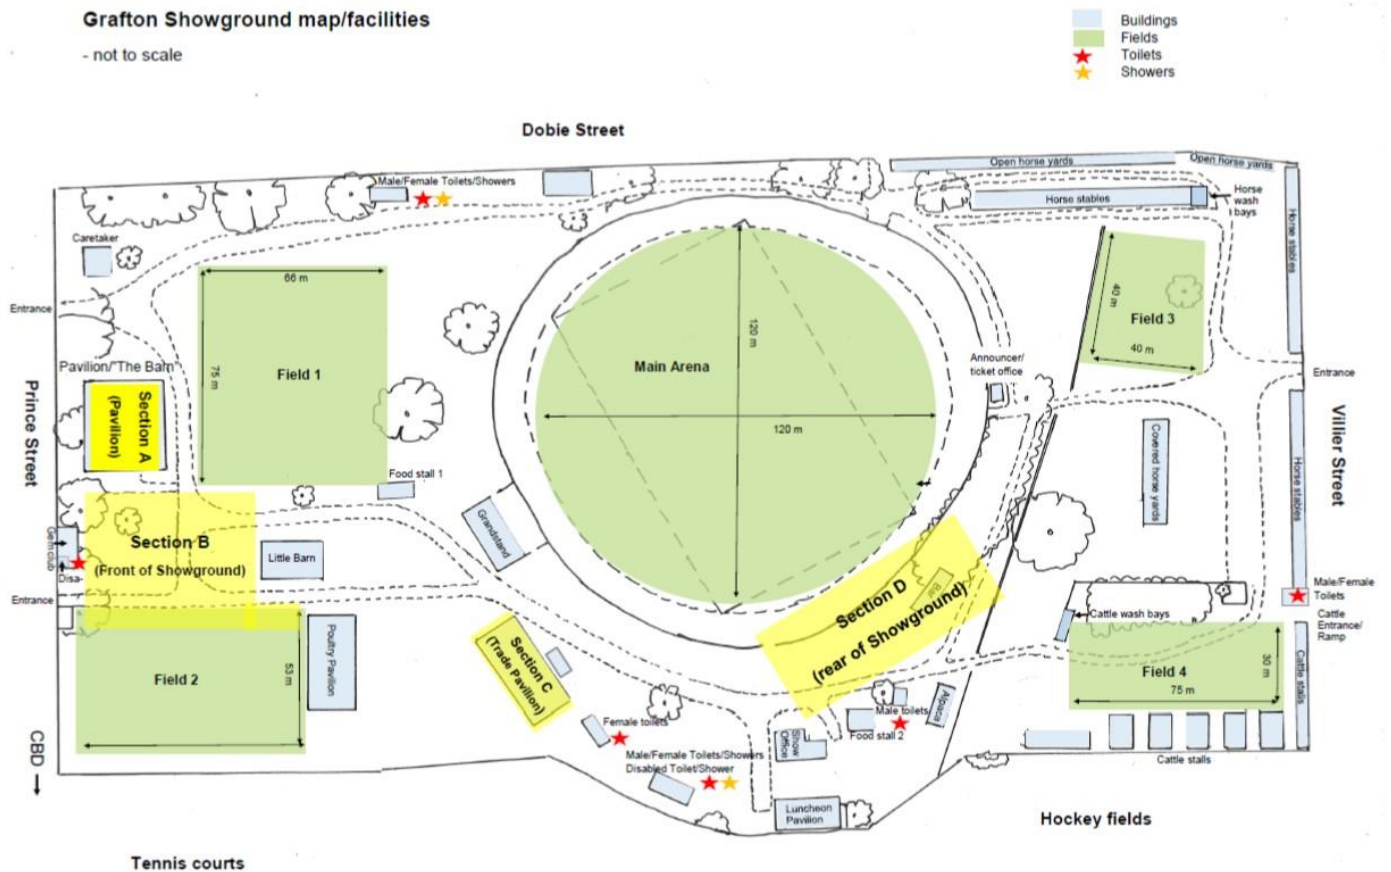 Grafton Showground map/facilities
- not to scale
Buildings
Fields
Toilets
Showers
Dobie Street
Open horse yards
Open horse yards
Male/Female Toilets/Showers
Horse stables
Horse
wash
bays
Horse stables
Caretaker
Entrance
66 m
75 m
Field 1
Main Arena
120 m
120 m
40 m
Field 3
40 m
Announcer/
ticket office
Entrance
Pavilion/"The Barn"
Section A
(Pavilion)
Prince Street
Villier Street
Food stall 1
Grandstand
Covered horse yards
Horse stables
Gem club
Section B
(Front of Showground)
Disa-
Little Barn
Entrance
Section D
(rear of Showground)
Bar
Male/Female
Toilets
Cattle wash bays
Cattle
Entrance/
Ramp
Field 2
53 m
Poultry Pavilion
Section C
(Trade Pavilion)
Field 4
75 m
30 m
Cattle stalls
Female toilets
Male toilets
Food stall 2
Alpaca
Show
Office
Male/Female Toilets/Showers
Disabled Toilet/Shower
Cattle stalls
CBD
Luncheon
Pavilion
Hockey fields
Tennis courts